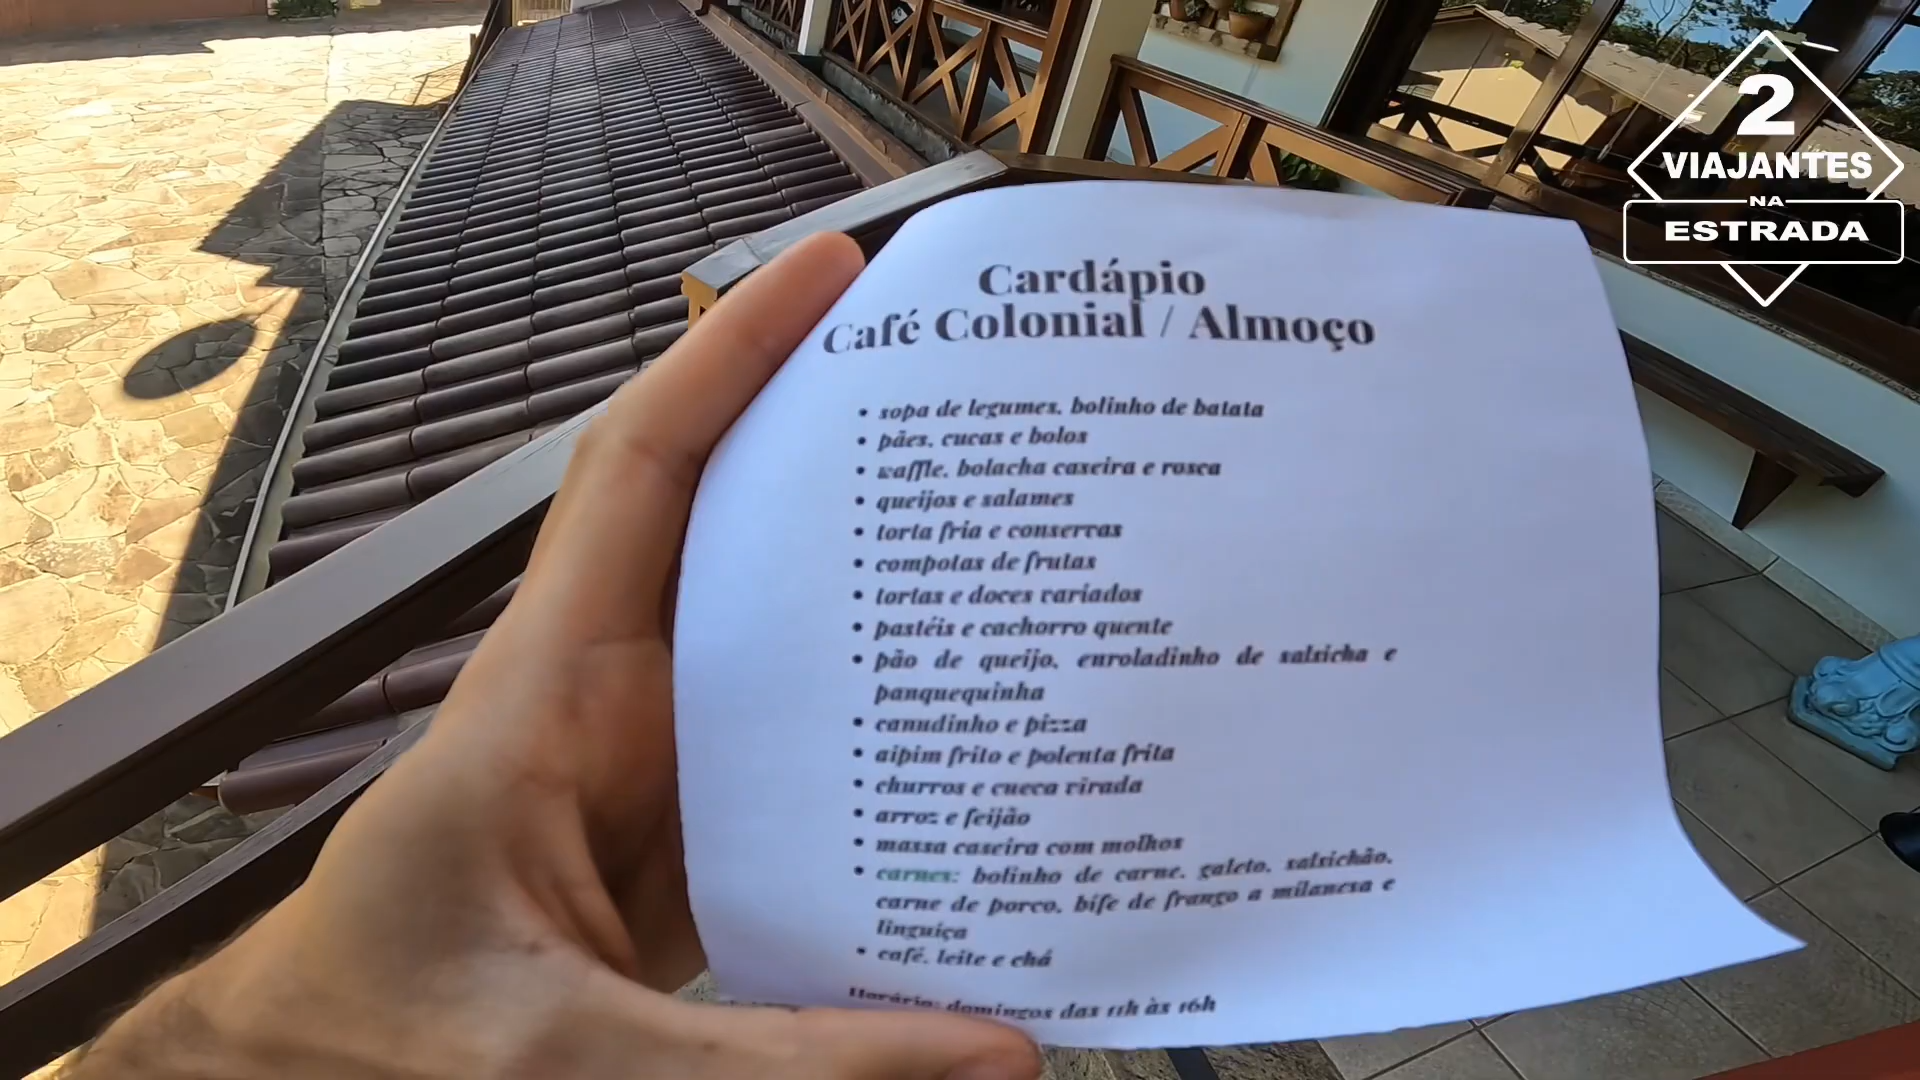 2
VIAJANTES
NA
ESTRADA
Cardápio
Café Colonial / Almoço
• sopa de legumes, bolinho de batata
• pães, cucas e bolos
• waffle, bolacha caseira e rosca
• queijos e salames
• torta fria e conservas
• compotas de frutas
• tortas e doces variados
• pastéis e cachorro quente
• pão de queijo, enroladinho de salsicha e
panquequinha
• canudinho e pizza
• aipim frito e polenta frita
• churros e cueca virada
• arroz e feijão
• massa caseira com molhos
• carnes: bolinho de carne, galeto, salsichão,
carne de porco, bife de frango a milanesa e
linguiça
• café, leite e chá
Horário: domingos das 11h às 16h